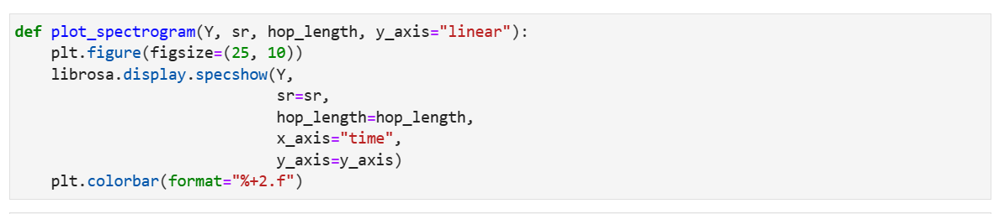 def plot_spectrogram(Y, sr, hop_length, y_axis="linear"):
    plt.figure(figsize=(25, 10))
    librosa.display.specshow(Y,
                             sr=sr,
                             hop_length=hop_length,
                             x_axis="time",
                             y_axis=y_axis)
    plt.colorbar(format="%+2.f")